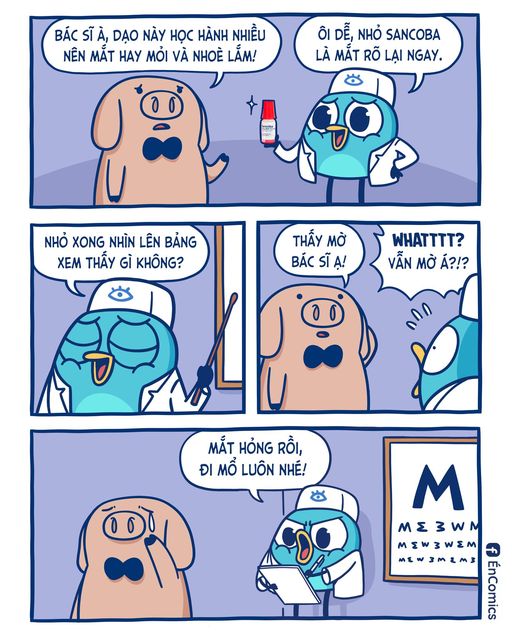 BÁC SĨ À, DẠO NÀY HỌC HÀNH NHIỀU
NÊN MẮT HAY MỎI VÀ NHOÈ LẮM!
ÔI DỄ, NHỎ SANCOBA
LÀ MẮT RÕ LẠI NGAY.
NHỎ XONG NHÌN LÊN BẢNG
XEM THẤY GÌ KHÔNG?
THẤY MỜ
BÁC SĨ Ạ!
WHATTTT?
VẪN MỜ Á?!?
MẮT HỎNG RỒI,
ĐI MỔ LUÔN NHÉ!
M
M Σ 3 W M
M Σ W 3 W Σ M
ÉnComics